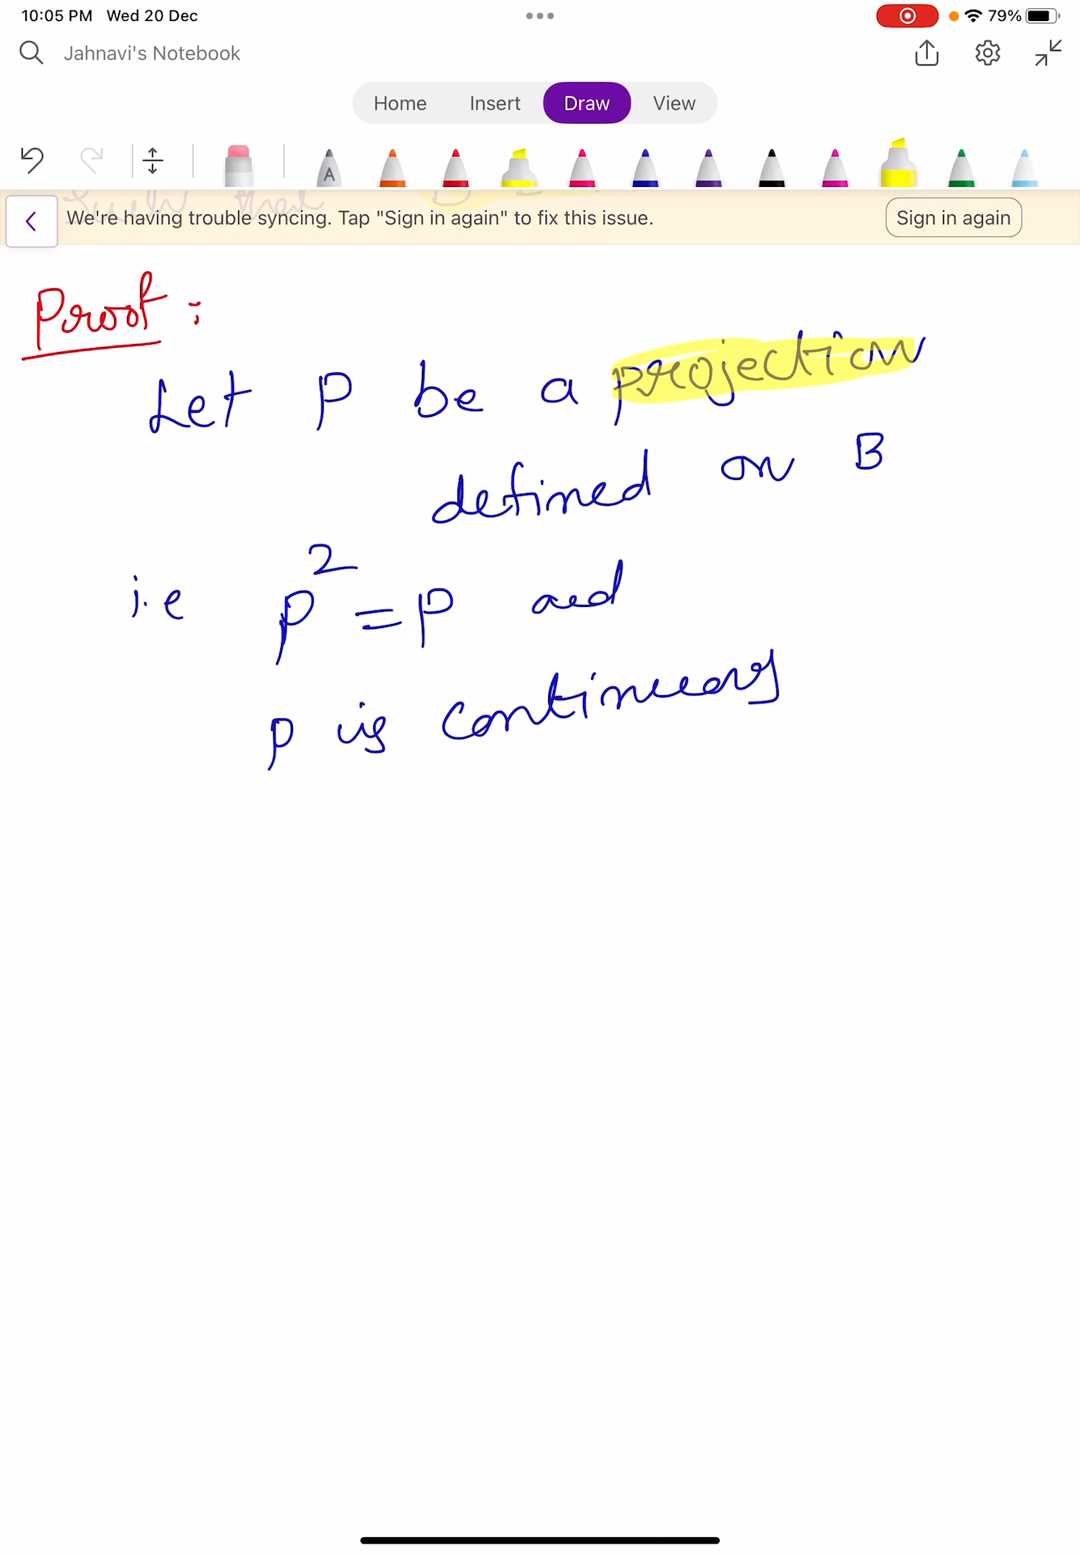 10:05 PM Wed 20 Dec
79%
Jahnavi's Notebook
Home Insert Draw View
A
such that
We're having trouble syncing. Tap "Sign in again" to fix this issue. Sign in again
Proof :
Let P be a projection
defined on B
i.e P² = P and
P is continuous